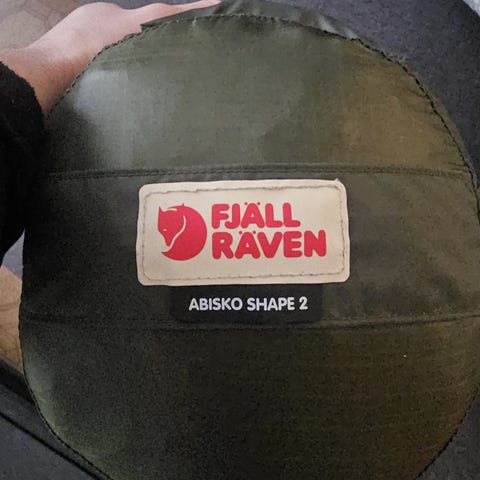 FJÄLL
RÄVEN
ABISKO SHAPE 2